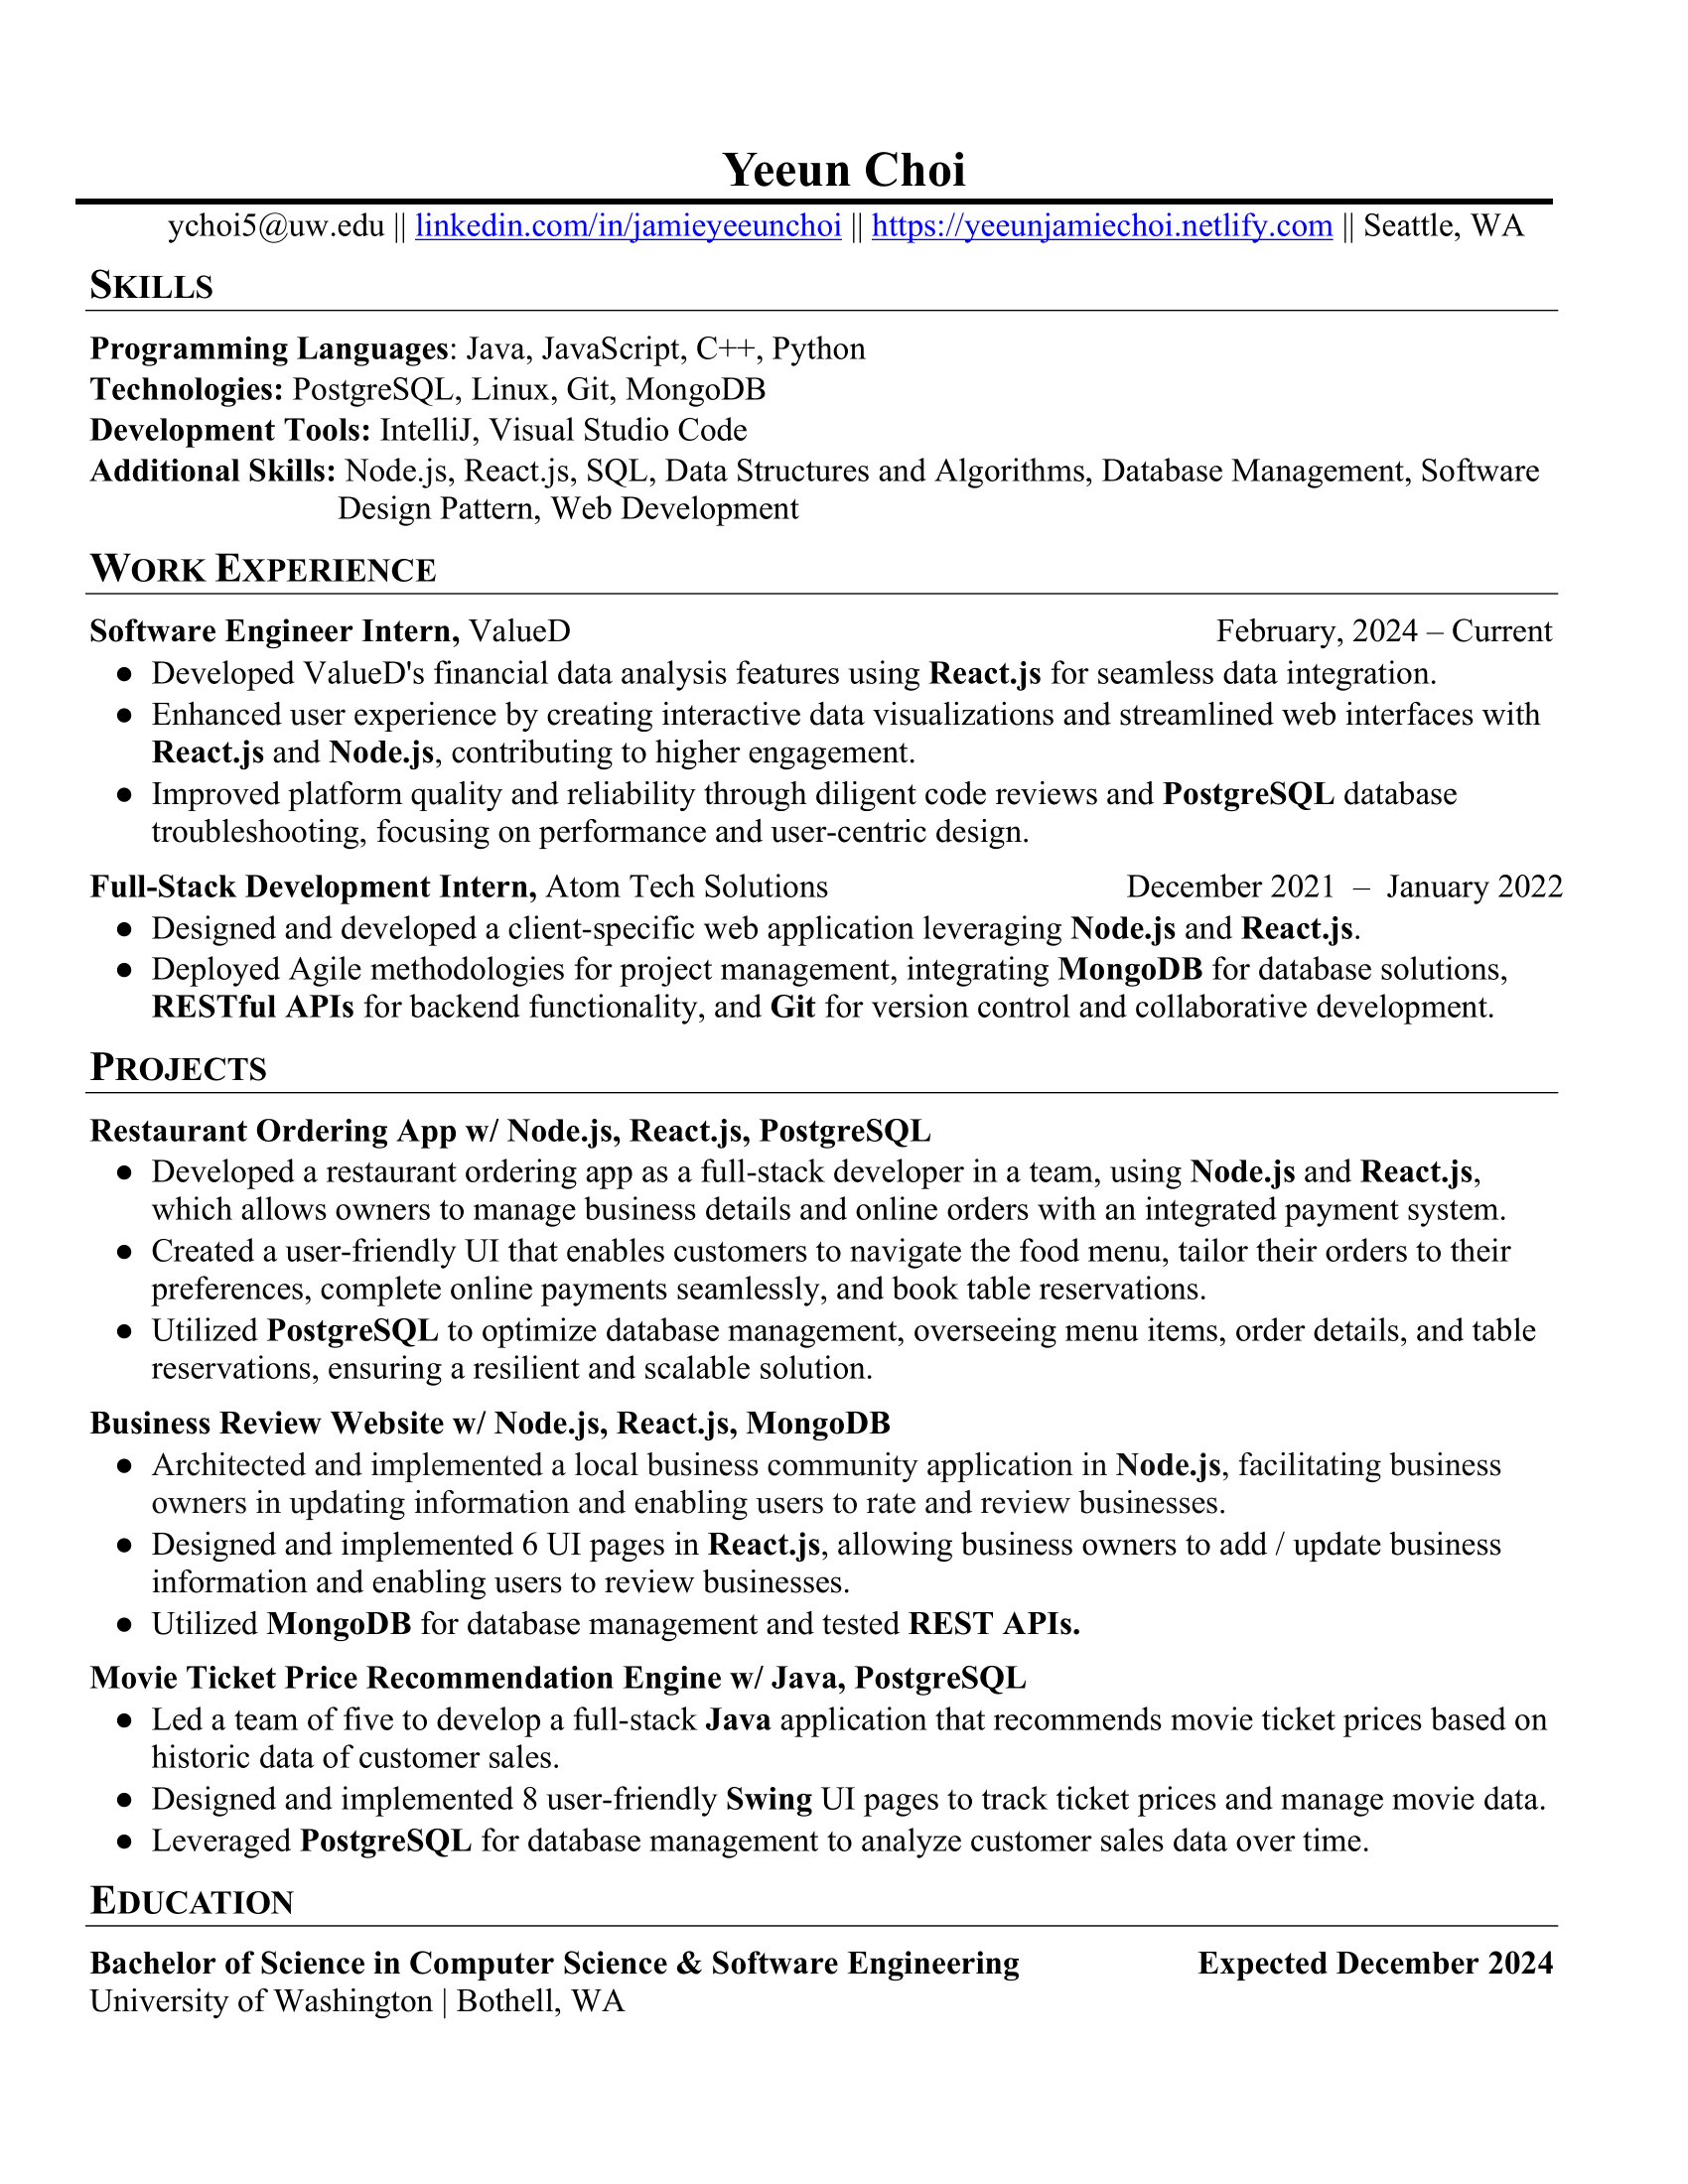 Yeeun Choi
ychoi5@uw.edu || linkedin.com/in/jamieyeeunchoi || https://yeeunjamiechoi.netlify.com || Seattle, WA
SKILLS
Programming Languages: Java, JavaScript, C++, Python
Technologies: PostgreSQL, Linux, Git, MongoDB
Development Tools: IntelliJ, Visual Studio Code
Additional Skills: Node.js, React.js, SQL, Data Structures and Algorithms, Database Management, Software
Design Pattern, Web Development
WORK EXPERIENCE
Software Engineer Intern, ValueD February, 2024 – Current
● Developed ValueD's financial data analysis features using React.js for seamless data integration.
● Enhanced user experience by creating interactive data visualizations and streamlined web interfaces with
React.js and Node.js, contributing to higher engagement.
● Improved platform quality and reliability through diligent code reviews and PostgreSQL database
troubleshooting, focusing on performance and user-centric design.
Full-Stack Development Intern, Atom Tech Solutions December 2021 – January 2022
● Designed and developed a client-specific web application leveraging Node.js and React.js.
● Deployed Agile methodologies for project management, integrating MongoDB for database solutions,
RESTful APIs for backend functionality, and Git for version control and collaborative development.
PROJECTS
Restaurant Ordering App w/ Node.js, React.js, PostgreSQL
● Developed a restaurant ordering app as a full-stack developer in a team, using Node.js and React.js,
which allows owners to manage business details and online orders with an integrated payment system.
● Created a user-friendly UI that enables customers to navigate the food menu, tailor their orders to their
preferences, complete online payments seamlessly, and book table reservations.
● Utilized PostgreSQL to optimize database management, overseeing menu items, order details, and table
reservations, ensuring a resilient and scalable solution.
Business Review Website w/ Node.js, React.js, MongoDB
● Architected and implemented a local business community application in Node.js, facilitating business
owners in updating information and enabling users to rate and review businesses.
● Designed and implemented 6 UI pages in React.js, allowing business owners to add / update business
information and enabling users to review businesses.
● Utilized MongoDB for database management and tested REST APIs.
Movie Ticket Price Recommendation Engine w/ Java, PostgreSQL
● Led a team of five to develop a full-stack Java application that recommends movie ticket prices based on
historic data of customer sales.
● Designed and implemented 8 user-friendly Swing UI pages to track ticket prices and manage movie data.
● Leveraged PostgreSQL for database management to analyze customer sales data over time.
EDUCATION
Bachelor of Science in Computer Science & Software Engineering Expected December 2024
University of Washington | Bothell, WA